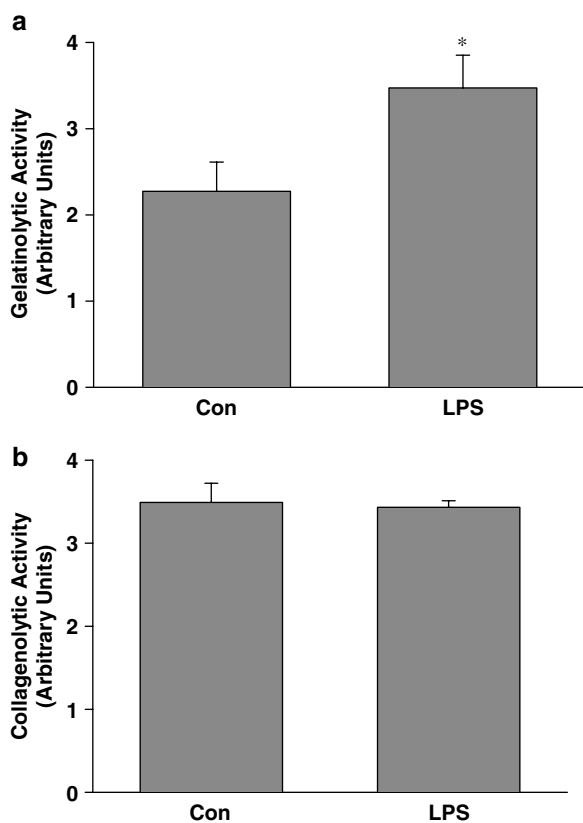 a
Gelatinolytic Activity
(Arbitrary Units)
4
3
2
1
0
*
Con
LPS
b
Collagenolytic Activity
(Arbitrary Units)
4
3
2
1
0
Con
LPS